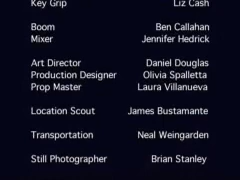 Key Grip Liz Cash
Boom Ben Callahan
Mixer Jennifer Hedrick
Art Director Daniel Douglas
Production Designer Olivia Spalletta
Prop Master Laura Villanueva
Location Scout James Bustamante
Transportation Neal Weingarden
Still Photographer Brian Stanley